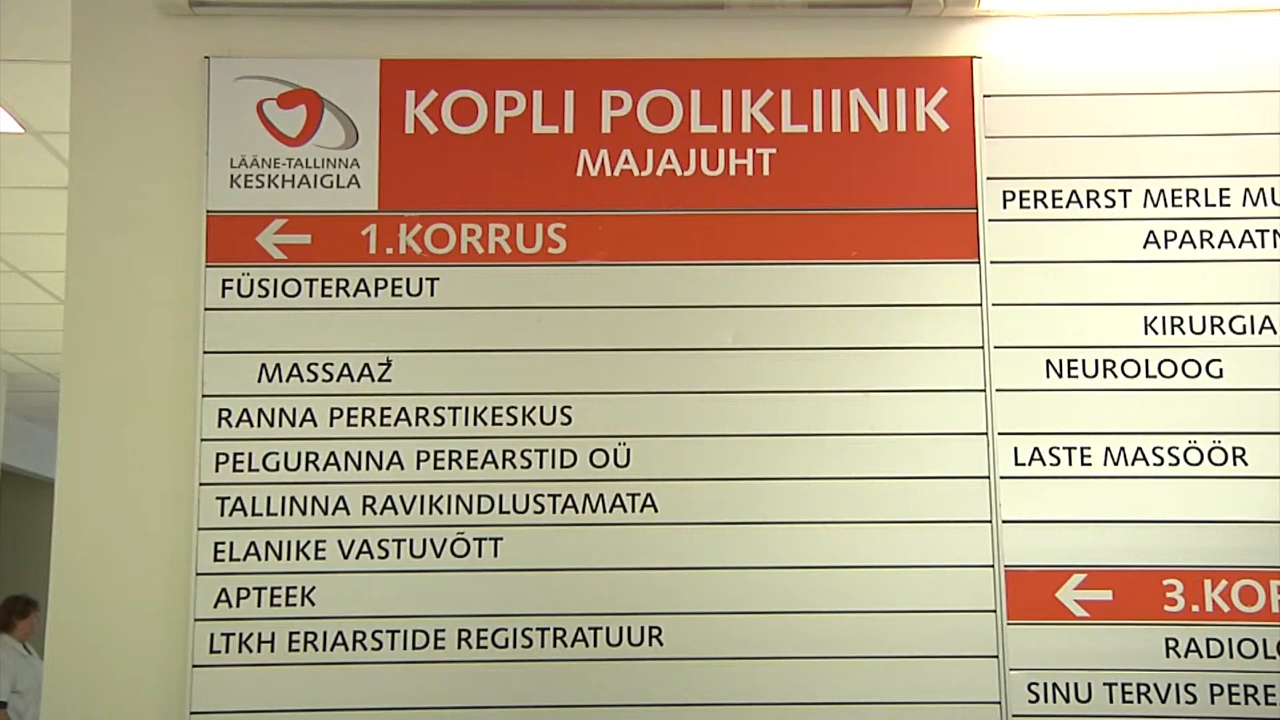 LÄÄNE-TALLINNA
KESKHAIGLA
KOPLI POLIKLIINIK
MAJAJUHT
1.KORRUS
FÜSIOTERAPEUT
MASSAAŽ
RANNA PEREARSTIKESKUS
PELGURANNA PEREARSTID OÜ
TALLINNA RAVIKINDLUSTAMATA
ELANIKE VASTUVÕTT
APTEEK
LTKH ERIARSTIDE REGISTRATUUR
PEREARST MERLE
KIRURGIA
NEUROLOOG
LASTE MASSÖÖR
SINU TERVIS